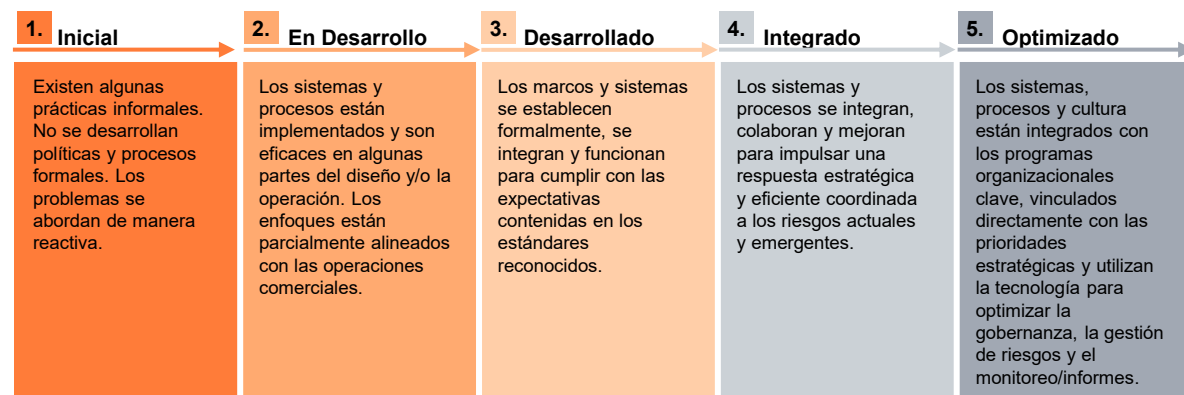 1. Inicial
Existen algunas
prácticas informales.
No se desarrollan
políticas y procesos
formales. Los
problemas se
abordan de manera
reactiva.
2. En Desarrollo
Los sistemas y
procesos están
implementados y son
eficaces en algunas
partes del diseño y/o la
operación. Los
enfoques están
parcialmente alineados
con las operaciones
comerciales.
3. Desarrollado
Los marcos y sistemas
se establecen
formalmente, se
integran y funcionan
para cumplir con las
expectativas
contenidas en los
estándares
reconocidos.
4. Integrado
Los sistemas y
procesos se integran,
colaboran y mejoran
para impulsar una
respuesta estratégica
y eficiente coordinada
a los riesgos actuales
y emergentes.
5. Optimizado
Los sistemas,
procesos y cultura
están integrados con
los programas
organizacionales
clave, vinculados
directamente con las
prioridades
estratégicas y utilizan
la tecnología para
optimizar la
gobernanza, la gestión
de riesgos y el
monitoreo/informes.